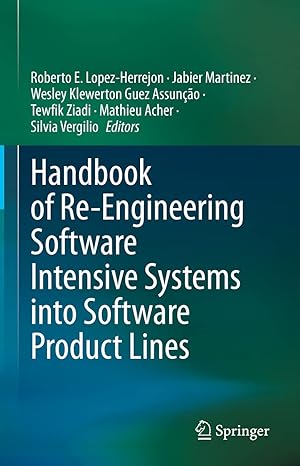 Roberto E. Lopez-Herrejon · Jabier Martinez ·
Wesley Klewerton Guez Assunção ·
Tewfik Ziadi · Mathieu Acher ·
Silvia Vergilio Editors
Handbook
of Re-Engineering
Software
Intensive Systems
into Software
Product Lines
Springer